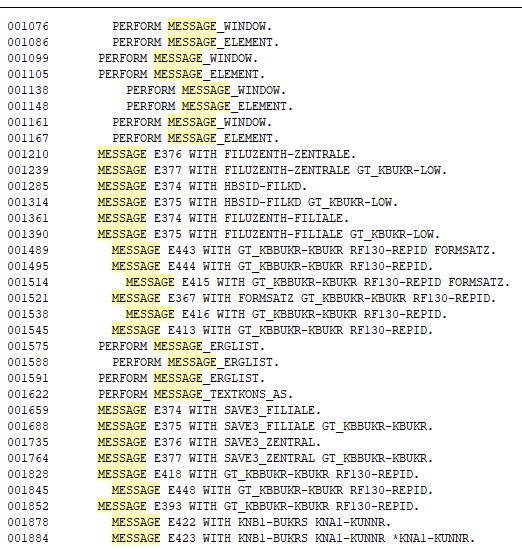 001076 PERFORM MESSAGE_WINDOW.
001086 PERFORM MESSAGE_ELEMENT.
001099 PERFORM MESSAGE_WINDOW.
001105 PERFORM MESSAGE_ELEMENT.
001138 PERFORM MESSAGE_WINDOW.
001148 PERFORM MESSAGE_ELEMENT.
001161 PERFORM MESSAGE_WINDOW.
001167 PERFORM MESSAGE_ELEMENT.
001210 MESSAGE E376 WITH FILUZENTH-ZENTRALE.
001239 MESSAGE E377 WITH FILUZENTH-ZENTRALE GT_KBUKR-LOW.
001285 MESSAGE E374 WITH HBSID-FILKD.
001314 MESSAGE E375 WITH HBSID-FILKD GT_KBUKR-LOW.
001361 MESSAGE E374 WITH FILUZENTH-FILIALE.
001390 MESSAGE E375 WITH FILUZENTH-FILIALE GT_KBUKR-LOW.
001489 MESSAGE E443 WITH GT_KBBUKR-KBUKR RF130-REPID FORMSATZ.
001495 MESSAGE E444 WITH GT_KBBUKR-KBUKR RF130-REPID.
001514 MESSAGE E415 WITH GT_KBBUKR-KBUKR RF130-REPID FORMSATZ.
001521 MESSAGE E367 WITH FORMSATZ GT_KBBUKR-KBUKR RF130-REPID.
001538 MESSAGE E416 WITH GT_KBBUKR-KBUKR RF130-REPID.
001545 MESSAGE E413 WITH GT_KBBUKR-KBUKR RF130-REPID.
001575 PERFORM MESSAGE_ERGLIST.
001588 PERFORM MESSAGE_ERGLIST.
001591 PERFORM MESSAGE_ERGLIST.
001622 PERFORM MESSAGE_TEXTKONS_AS.
001659 MESSAGE E374 WITH SAVE3_FILIALE.
001688 MESSAGE E375 WITH SAVE3_FILIALE GT_KBBUKR-KBUKR.
001735 MESSAGE E376 WITH SAVE3_ZENTRAL.
001764 MESSAGE E377 WITH SAVE3_ZENTRAL GT_KBBUKR-KBUKR.
001828 MESSAGE E418 WITH GT_KBBUKR-KBUKR RF130-REPID.
001845 MESSAGE E448 WITH GT_KBBUKR-KBUKR RF130-REPID.
001852 MESSAGE E393 WITH GT_KBBUKR-KBUKR RF130-REPID.
001878 MESSAGE E422 WITH KNB1-BUKRS KNA1-KUNNR.
001884 MESSAGE E423 WITH KNB1-BUKRS KNA1-KUNNR *KNA1-KUNNR.